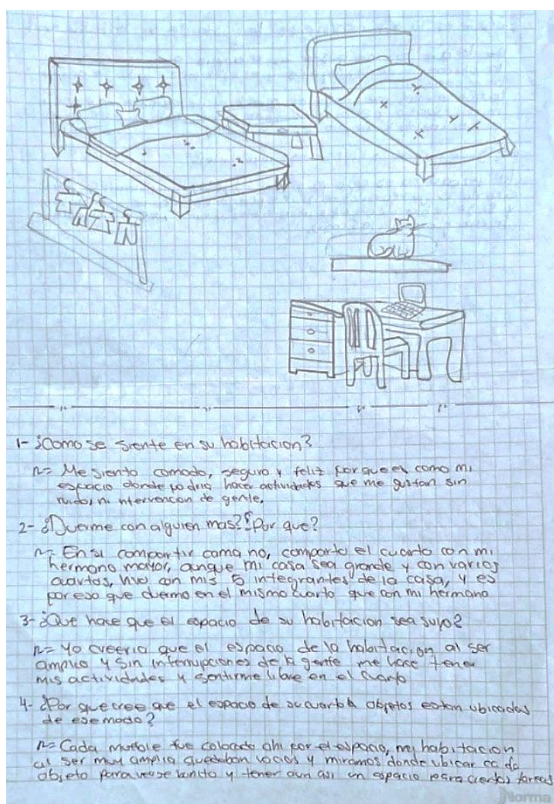 1- ¿Como se siente en su habitacion?
R= Me siento comodo, seguro y feliz porque es como mi
espacio donde podria hacer actividades que me gustan sin
ruido, ni intervencion de gente.
2- ¿Duerme con alguien mas? ¿Por que?
R= En si compartir cama no, comparto el cuarto con mi
hermano mayor, aunque mi casa sea grande y con varios
cuartos, vivo con mis 5 integrantes de la casa, y es
por eso que duermo en el mismo cuarto que con mi hermano
3- ¿Que hace que el espacio de su habitacion sea suyo?
R= Yo creeria que el espacio de la habitacion al ser
amplio y sin interrupciones de la gente me hace tener
mis actividades y sentirme libre en el cuarto
4- ¿Por que cree que el espacio de su cuarto objetos estan ubicados
de ese modo?
R= Cada mueble fue colocado ahi por el espacio, mi habitacion
al ser muy amplia quedaban vacios y miramos donde ubicar cada
objeto para verse bonito y tener aun asi un espacio para ciertas tareas
Norma